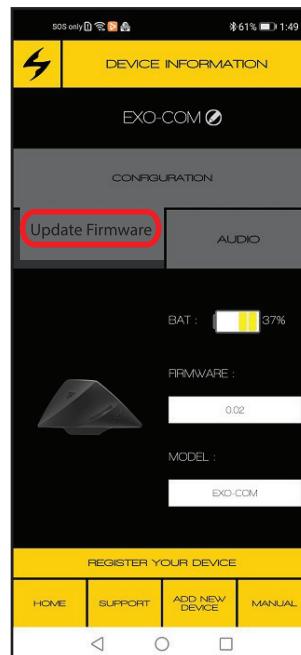 SOS only 61% 1:49
DEVICE INFORMATION
EXO-COM
CONFIGURATION
Update Firmware
AUDIO
BAT : 37%
FIRMWARE :
0.02
MODEL :
EXO-COM
REGISTER YOUR DEVICE
HOME
SUPPORT
ADD NEW
DEVICE
MANUAL